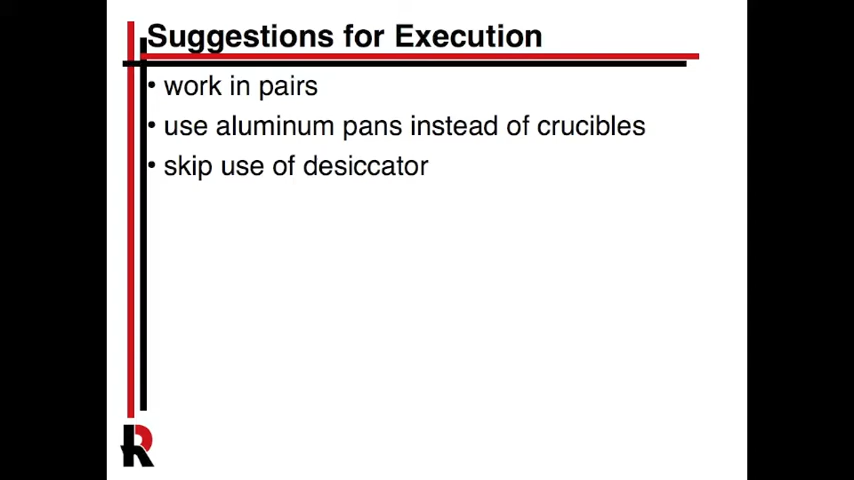 Suggestions for Execution
• work in pairs
• use aluminum pans instead of crucibles
• skip use of desiccator
R